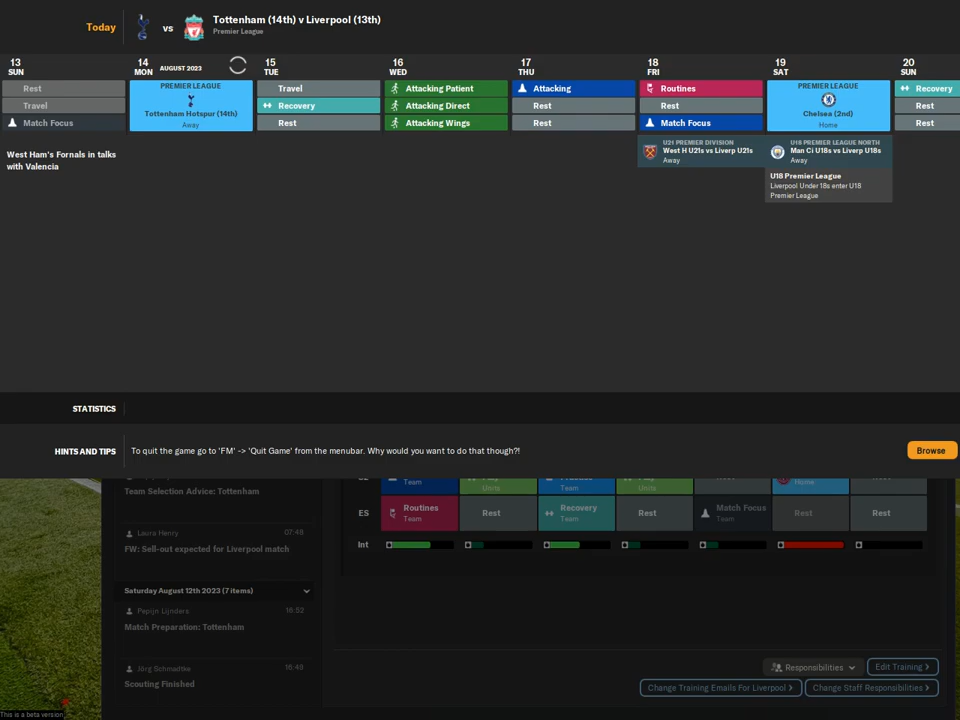 Today
vs
Tottenham (14th) v Liverpool (13th)
Premier League
13
SUN
14
MON AUGUST 2023
15
TUE
16
WED
17
THU
18
FRI
19
SAT
20
SUN
Rest
Travel
Match Focus
PREMIER LEAGUE
Tottenham Hotspur (14th)
Away
Travel
Recovery
Rest
Attacking Patient
Attacking Direct
Attacking Wings
Attacking
Rest
Rest
Routines
Rest
Match Focus
PREMIER LEAGUE
Chelsea (2nd)
Home
Recovery
Rest
Rest
West Ham's Fornals in talks
with Valencia
U21 PREMIER DIVISION
West H U21s vs Liverp U21s
Away
U18 PREMIER LEAGUE NORTH
Man Ci U18s vs Liverp U18s
Away
U18 Premier League
Liverpool Under 18s enter U18
Premier League
STATISTICS
HINTS AND TIPS
To quit the game go to 'FM' -> 'Quit Game' from the menubar. Why would you want to do that though?!
Browse
Team Selection Advice: Tottenham
Laura Henry 07:48
FW: Sell-out expected for Liverpool match
Saturday August 12th 2023 (7 items)
Pepijn Lijnders 18:52
Match Preparation: Tottenham
Jörg Schmadtke 16:48
Scouting Finished
Team
Units
Team
Units
Home
ES
Routines
Team
Rest
Recovery
Team
Rest
Match Focus
Team
Rest
Rest
Int
Responsibilities
Edit Training >
Change Training Emails For Liverpool >
Change Staff Responsibilities >
This is a beta version